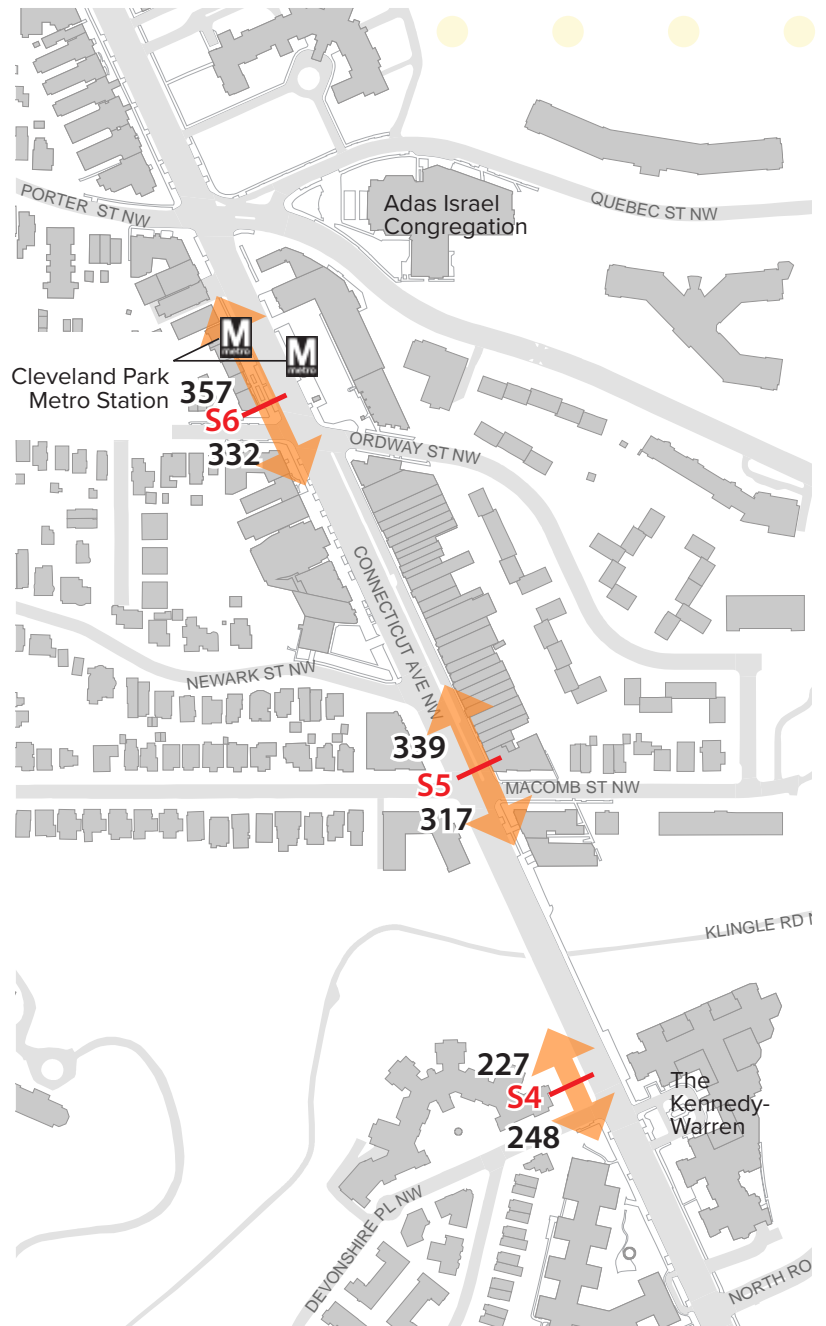 PORTER ST NW
Adas Israel
Congregation
QUEBEC ST NW
M
metro
M
metro
Cleveland Park
Metro Station
357
S6
332
ORDWAY ST NW
CONNECTICUT AVE NW
NEWARK ST NW
339
S5
317
MACOMB ST NW
KLINGLE RD N
227
S4
248
The
Kennedy-
Warren
DEVONSHIRE PL NW
NORTH RO